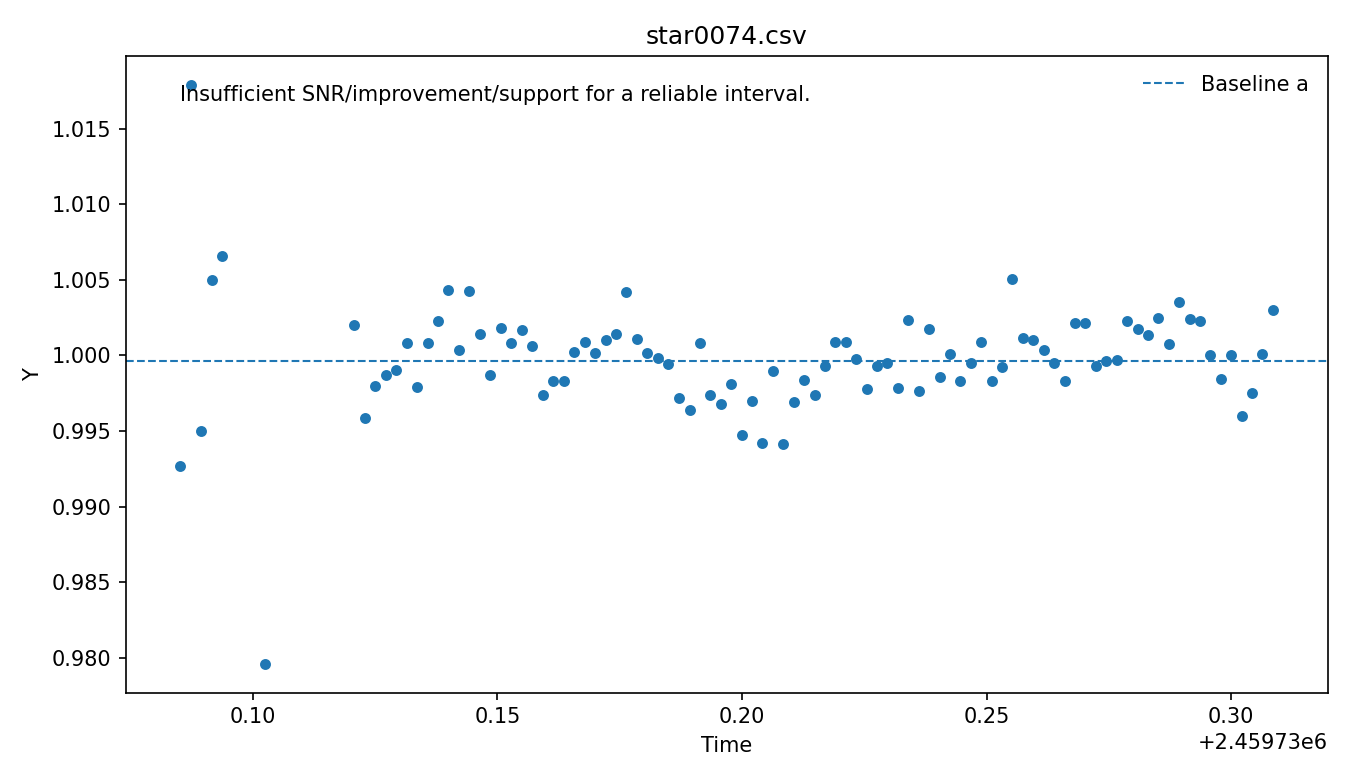 star0074.csv
Insufficient SNR/improvement/support for a reliable interval.
Baseline a
Y
1.015
1.010
1.005
1.000
0.995
0.990
0.985
0.980
0.10
0.15
0.20
0.25
0.30
Time
+2.45973e6